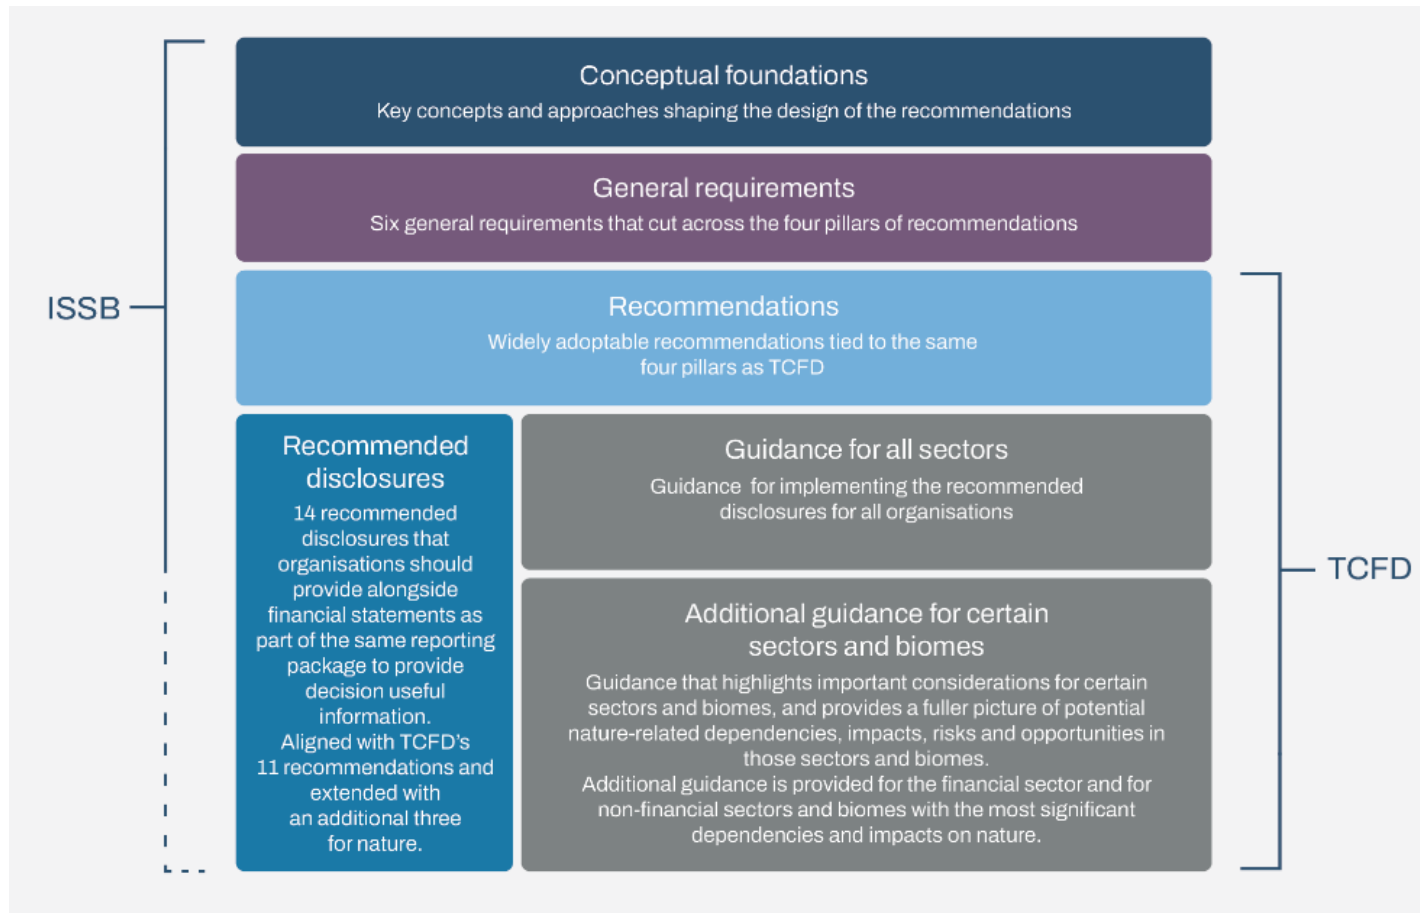 Conceptual foundations
Key concepts and approaches shaping the design of the recommendations
General requirements
Six general requirements that cut across the four pillars of recommendations
ISSB
Recommendations
Widely adoptable recommendations tied to the same
four pillars as TCFD
Recommended
disclosures
14 recommended
disclosures that
organisations should
provide alongside
financial statements as
part of the same reporting
package to provide
decision useful
information.
Aligned with TCFD's
11 recommendations and
extended with
an additional three
for nature.
Guidance for all sectors
Guidance for implementing the recommended
disclosures for all organisations
Additional guidance for certain
sectors and biomes
Guidance that highlights important considerations for certain
sectors and biomes, and provides a fuller picture of potential
nature-related dependencies, impacts, risks and opportunities in
those sectors and biomes.
Additional guidance is provided for the financial sector and for
non-financial sectors and biomes with the most significant
dependencies and impacts on nature.
TCFD